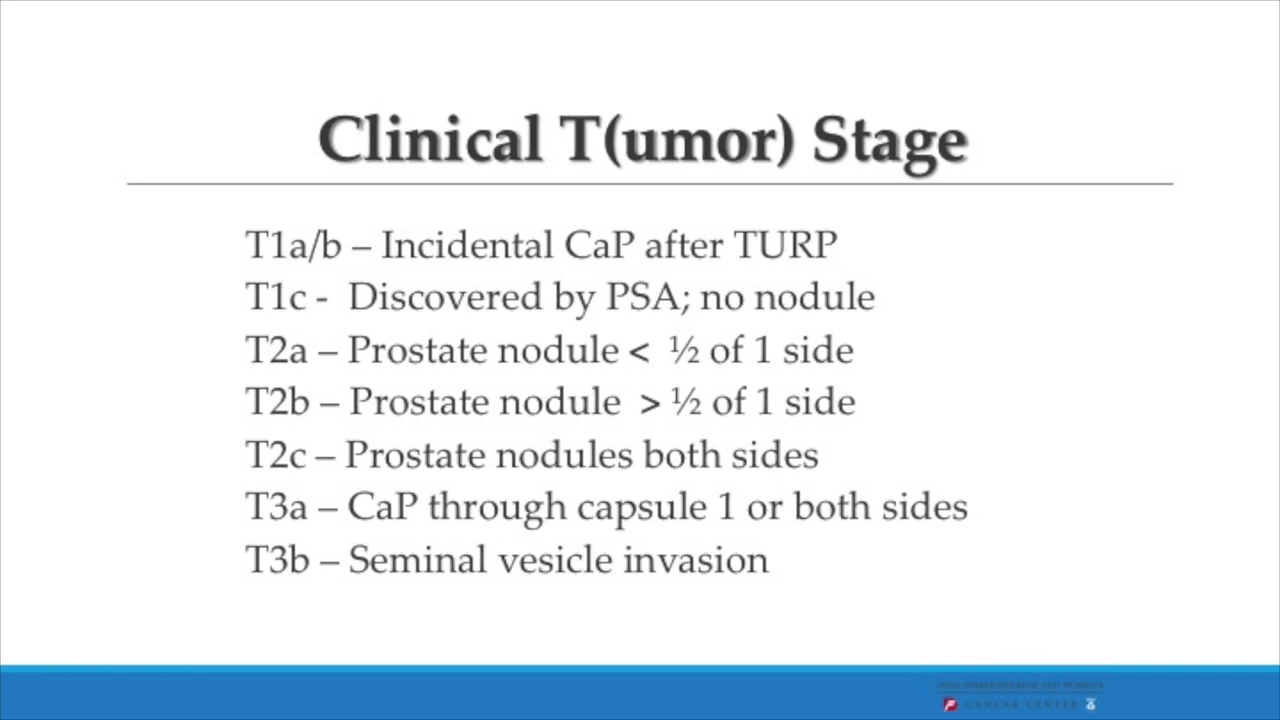 Clinical T(umor) Stage
T1a/b – Incidental CaP after TURP
T1c - Discovered by PSA; no nodule
T2a – Prostate nodule < ½ of 1 side
T2b – Prostate nodule > ½ of 1 side
T2c – Prostate nodules both sides
T3a – CaP through capsule 1 or both sides
T3b – Seminal vesicle invasion
CANCER CENTER